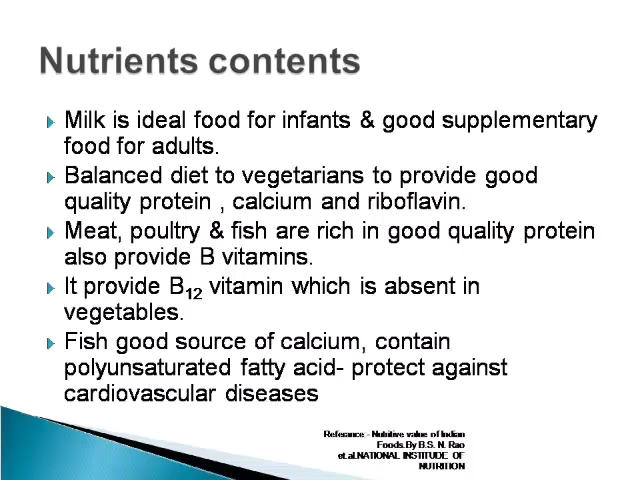 Nutrients contents
Milk is ideal food for infants & good supplementary
food for adults.
Balanced diet to vegetarians to provide good
quality protein , calcium and riboflavin.
Meat, poultry & fish are rich in good quality protein
also provide B vitamins.
It provide B12 vitamin which is absent in
vegetables.
Fish good source of calcium, contain
polyunsaturated fatty acid- protect against
cardiovascular diseases
Referance:- Nutritive value of Indian
Foods.By B.S. N. Rao
et.al.NATIONAL INSTITUDE OF
NUTRITION